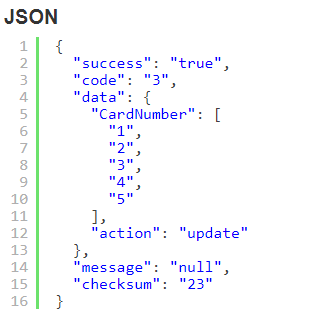 JSON
1 {
2 "success": "true",
3 "code": "3",
4 "data": {
5 "CardNumber": [
6 "1",
7 "2",
8 "3",
9 "4",
10 "5"
11 ],
12 "action": "update"
13 },
14 "message": "null",
15 "checksum": "23"
16 }